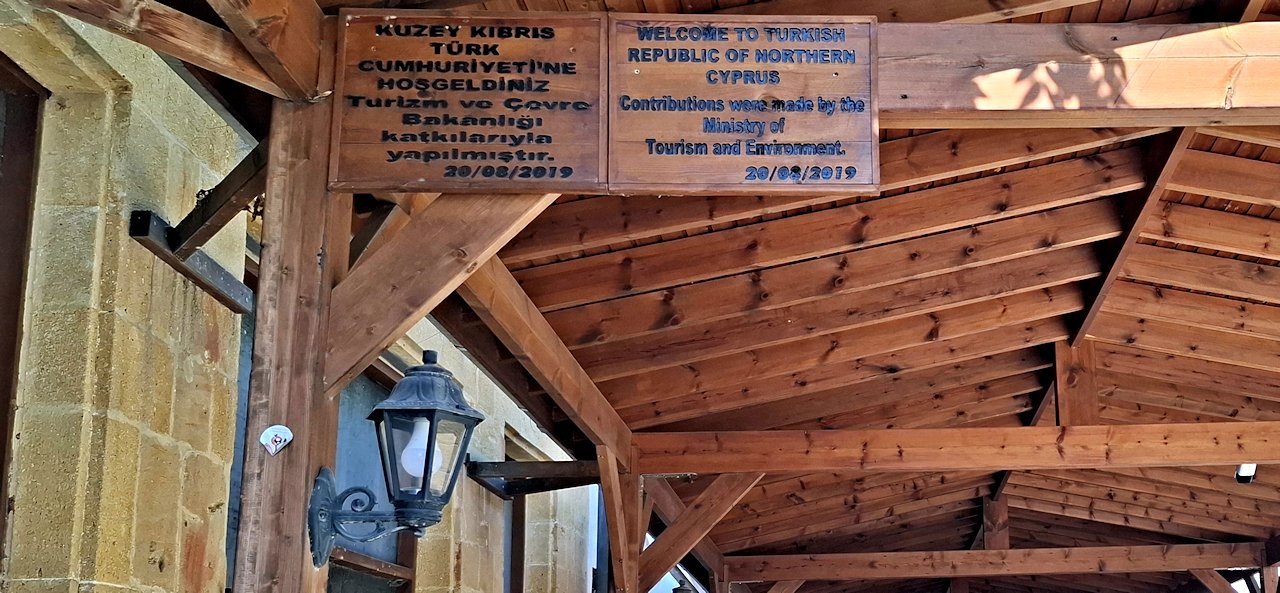 KUZEY KIBRIS
TÜRK
CUMHURİYETİ'NE
HOŞGELDİNİZ
Turizm ve Çevre
Bakanlığı
katkılarıyla
yapılmıştır.
20/08/2019
WELCOME TO TURKISH
REPUBLIC OF NORTHERN
CYPRUS
Contributions were made by the
Ministry of
Tourism and Environment.
20/08/2019